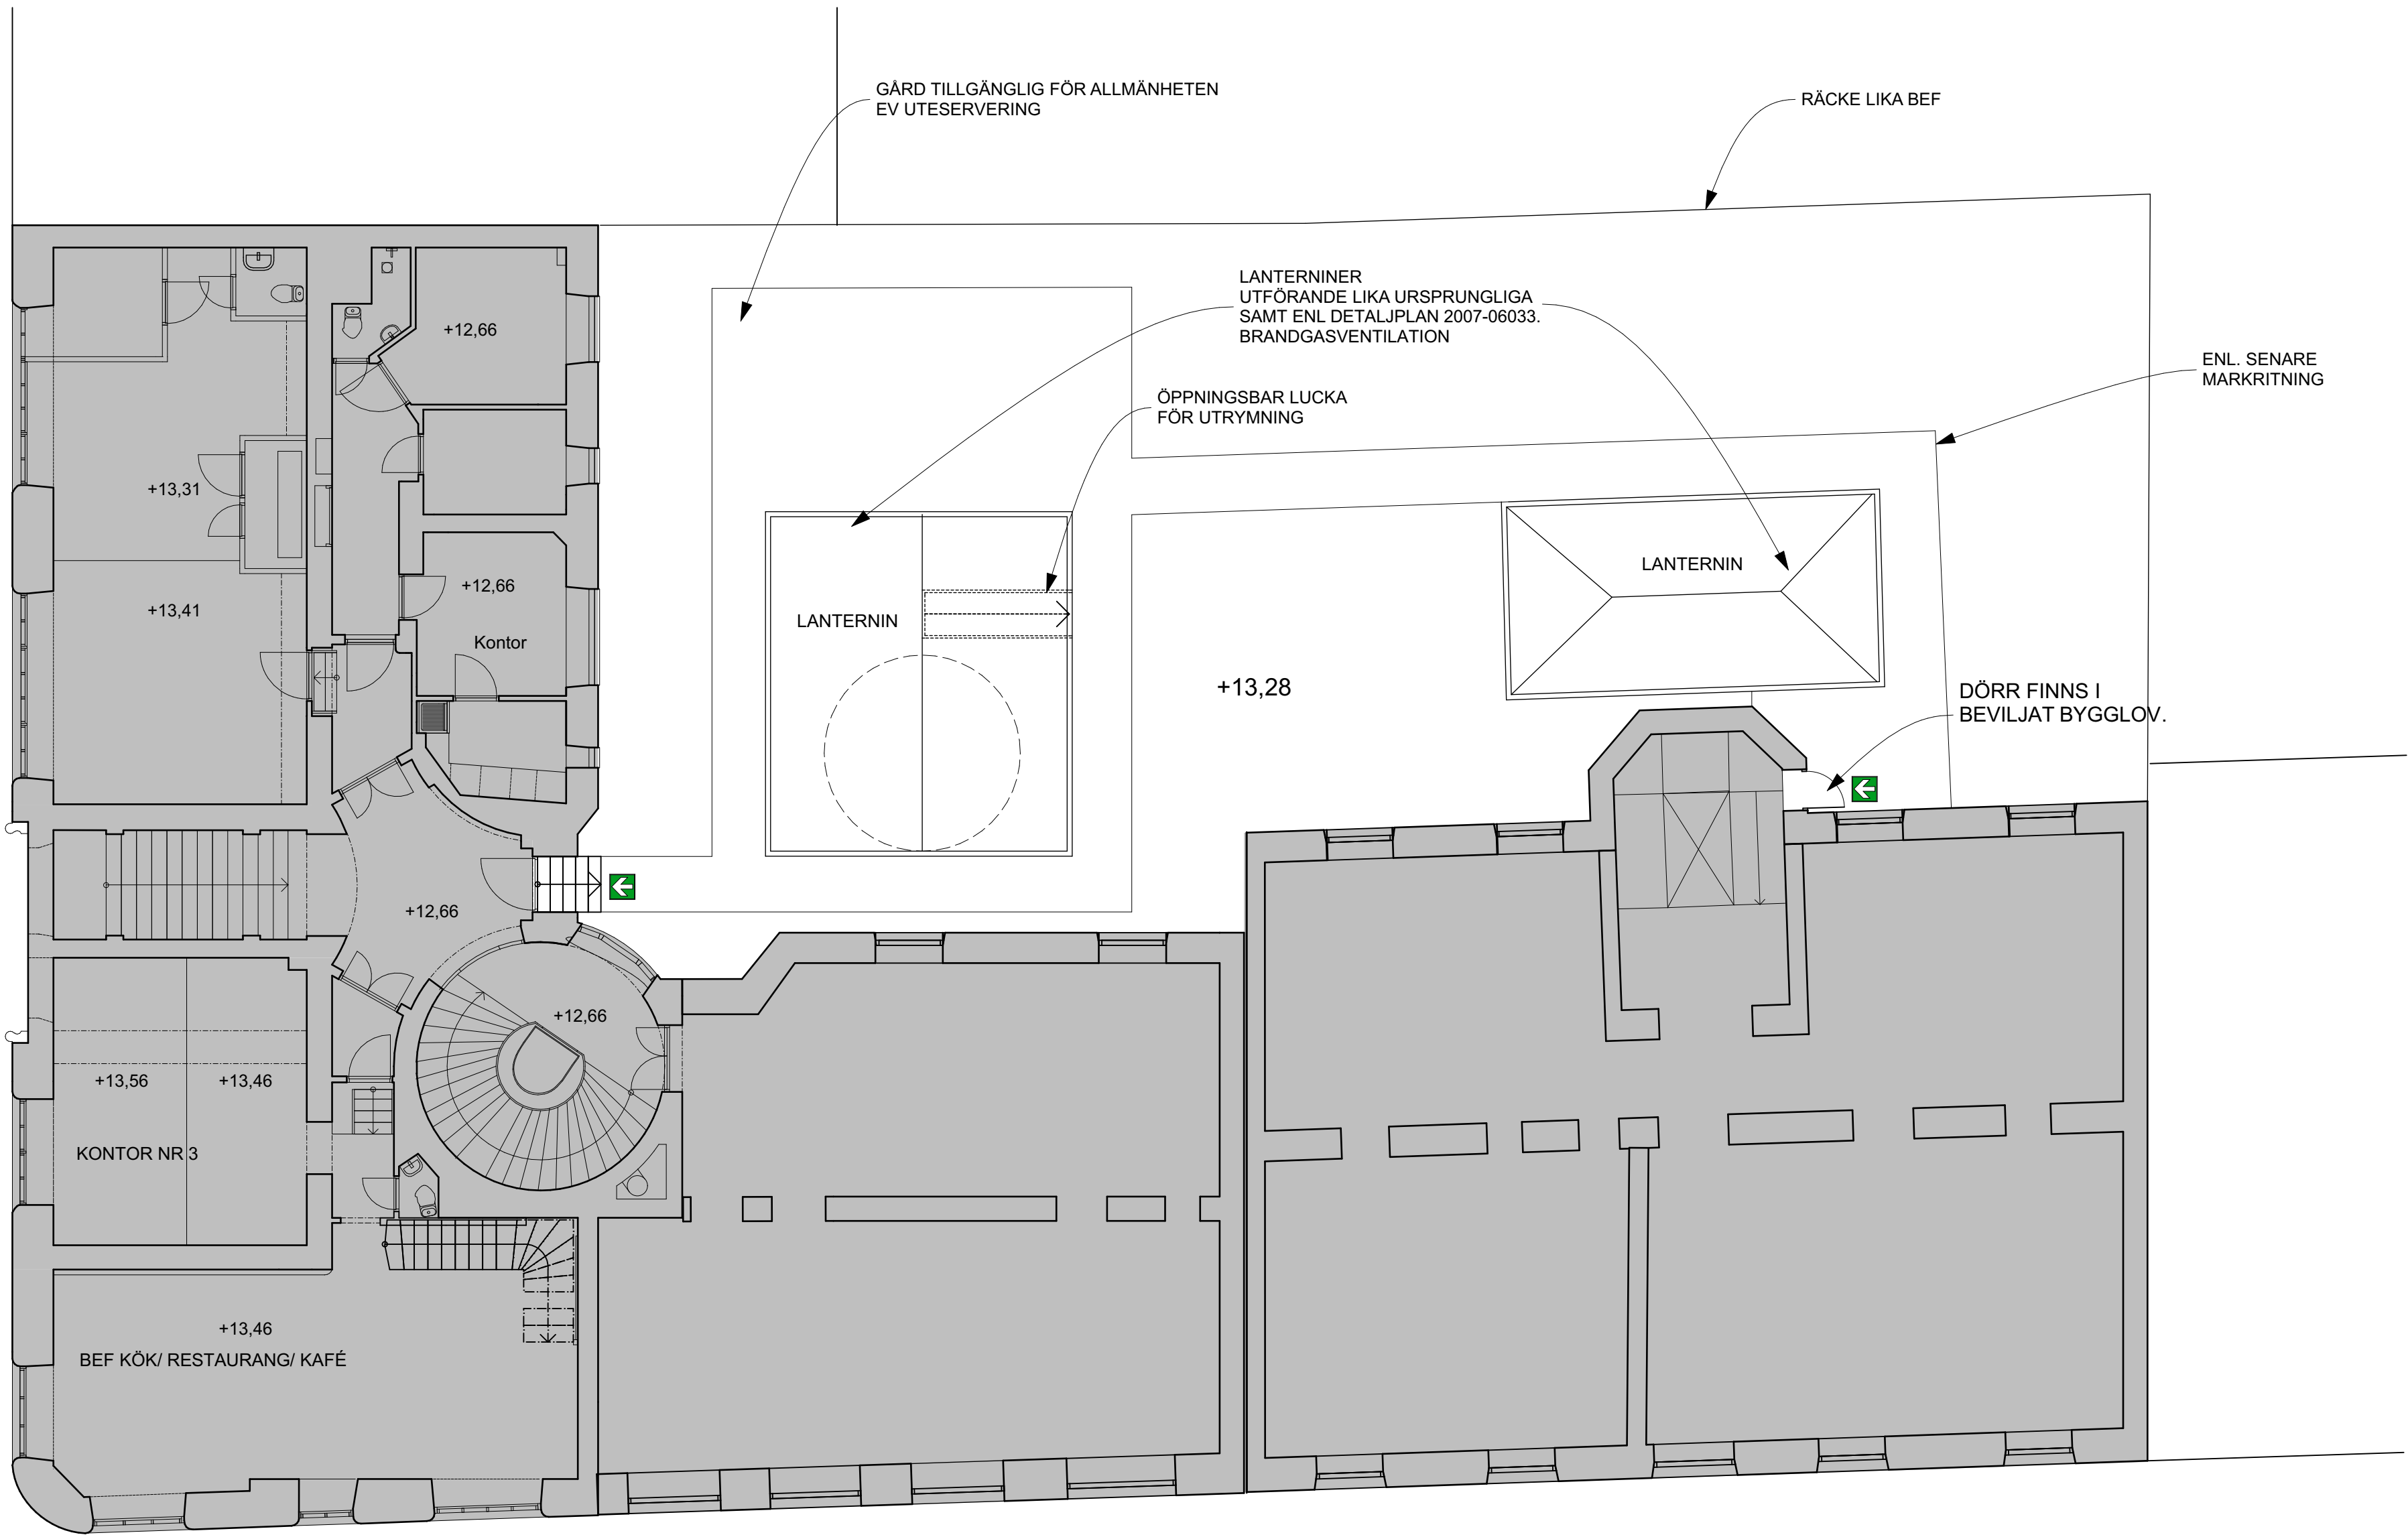 GÅRD TILLGÄNGLIG FÖR ALLMÄNHETEN
EV UTESERVERING
RÄCKE LIKA BEF
LANTERNINER
UTFÖRANDE LIKA URSPRUNGLIGA
SAMT ENL DETALJPLAN 2007-06033.
BRANDGASVENTILATION
ENL. SENARE
MARKRITNING
ÖPPNINGSBAR LUCKA
FÖR UTRYMNING
+12,66
+13,31
+13,41
+12,66
Kontor
LANTERNIN
LANTERNIN
+13,28
DÖRR FINNS I
BEVILJAT BYGGLOV.
+12,66
+12,66
+13,56
+13,46
KONTOR NR 3
+13,46
BEF KÖK/ RESTAURANG/ KAFÉ